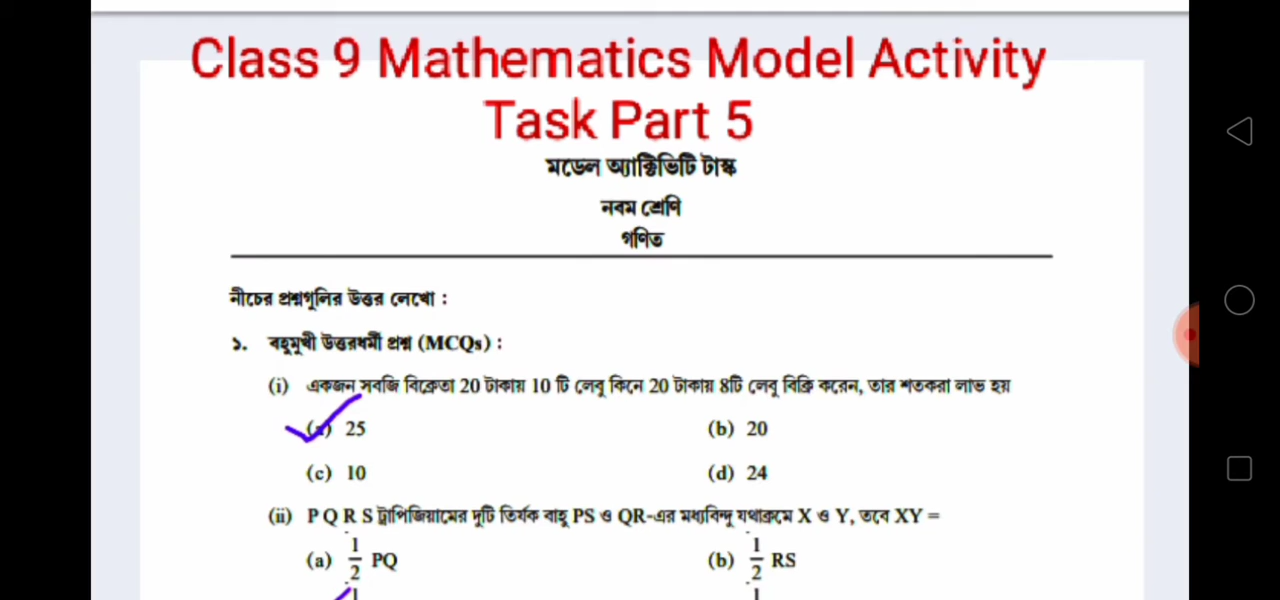 Class 9 Mathematics Model Activity
Task Part 5
মডেল অ্যাক্টিভিটি টাস্ক
নবম শ্রেণি
গণিত
নীচের প্রশ্নগুলির উত্তর লেখো :
১. বহুমুখী উত্তরধর্মী প্রশ্ন (MCQs) :
(i) একজন সবজি বিক্রেতা 20 টাকায় 10 টি লেবু কিনে 20 টাকায় 8টি লেবু বিক্রি করেন, তার শতকরা লাভ হয়
(a) 25 (b) 20
(c) 10 (d) 24
(ii) P Q R S ট্রাপিজিয়ামের দুটি তির্যক বাহু PS ও QR-এর মধ্যবিন্দু যথাক্রমে X ও Y, তবে XY =
(a) 1/2 PQ (b) 1/2 RS
1 1